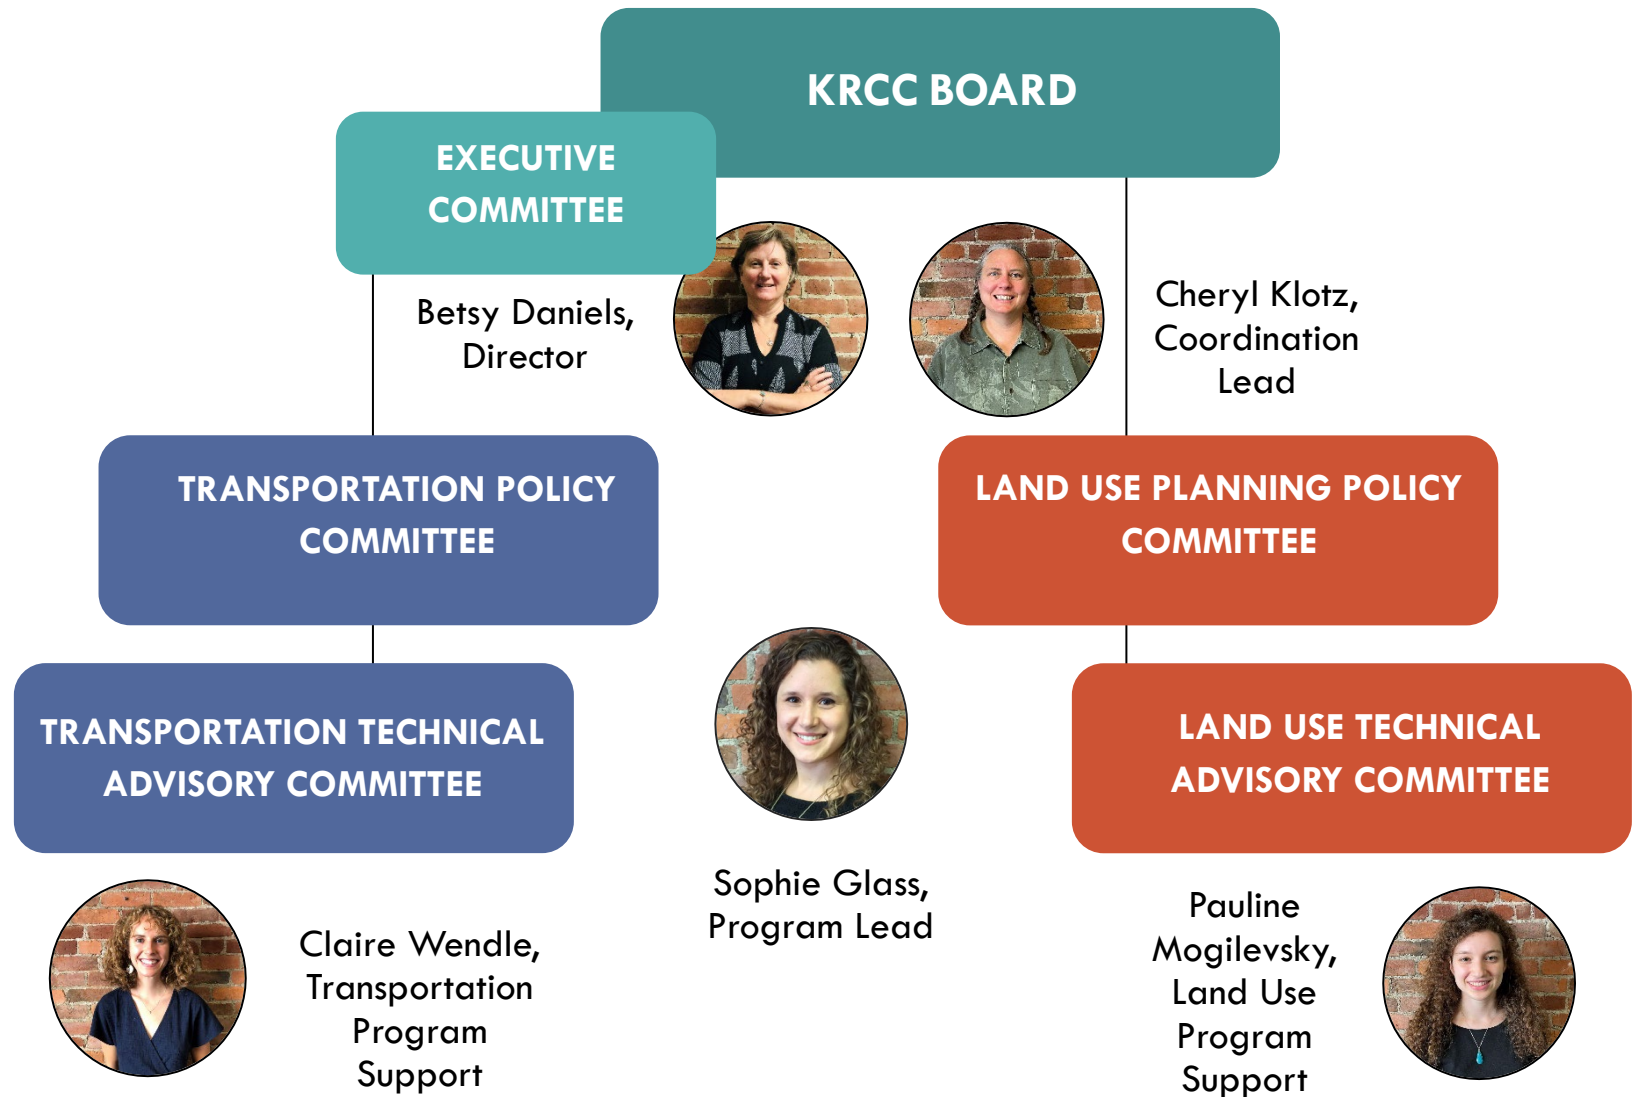 KRCC BOARD
EXECUTIVE
COMMITTEE
Betsy Daniels,
Director
Cheryl Klotz,
Coordination
Lead
TRANSPORTATION POLICY
COMMITTEE
LAND USE PLANNING POLICY
COMMITTEE
TRANSPORTATION TECHNICAL
ADVISORY COMMITTEE
LAND USE TECHNICAL
ADVISORY COMMITTEE
Sophie Glass,
Program Lead
Claire Wendle,
Transportation
Program
Support
Pauline
Mogilevsky,
Land Use
Program
Support